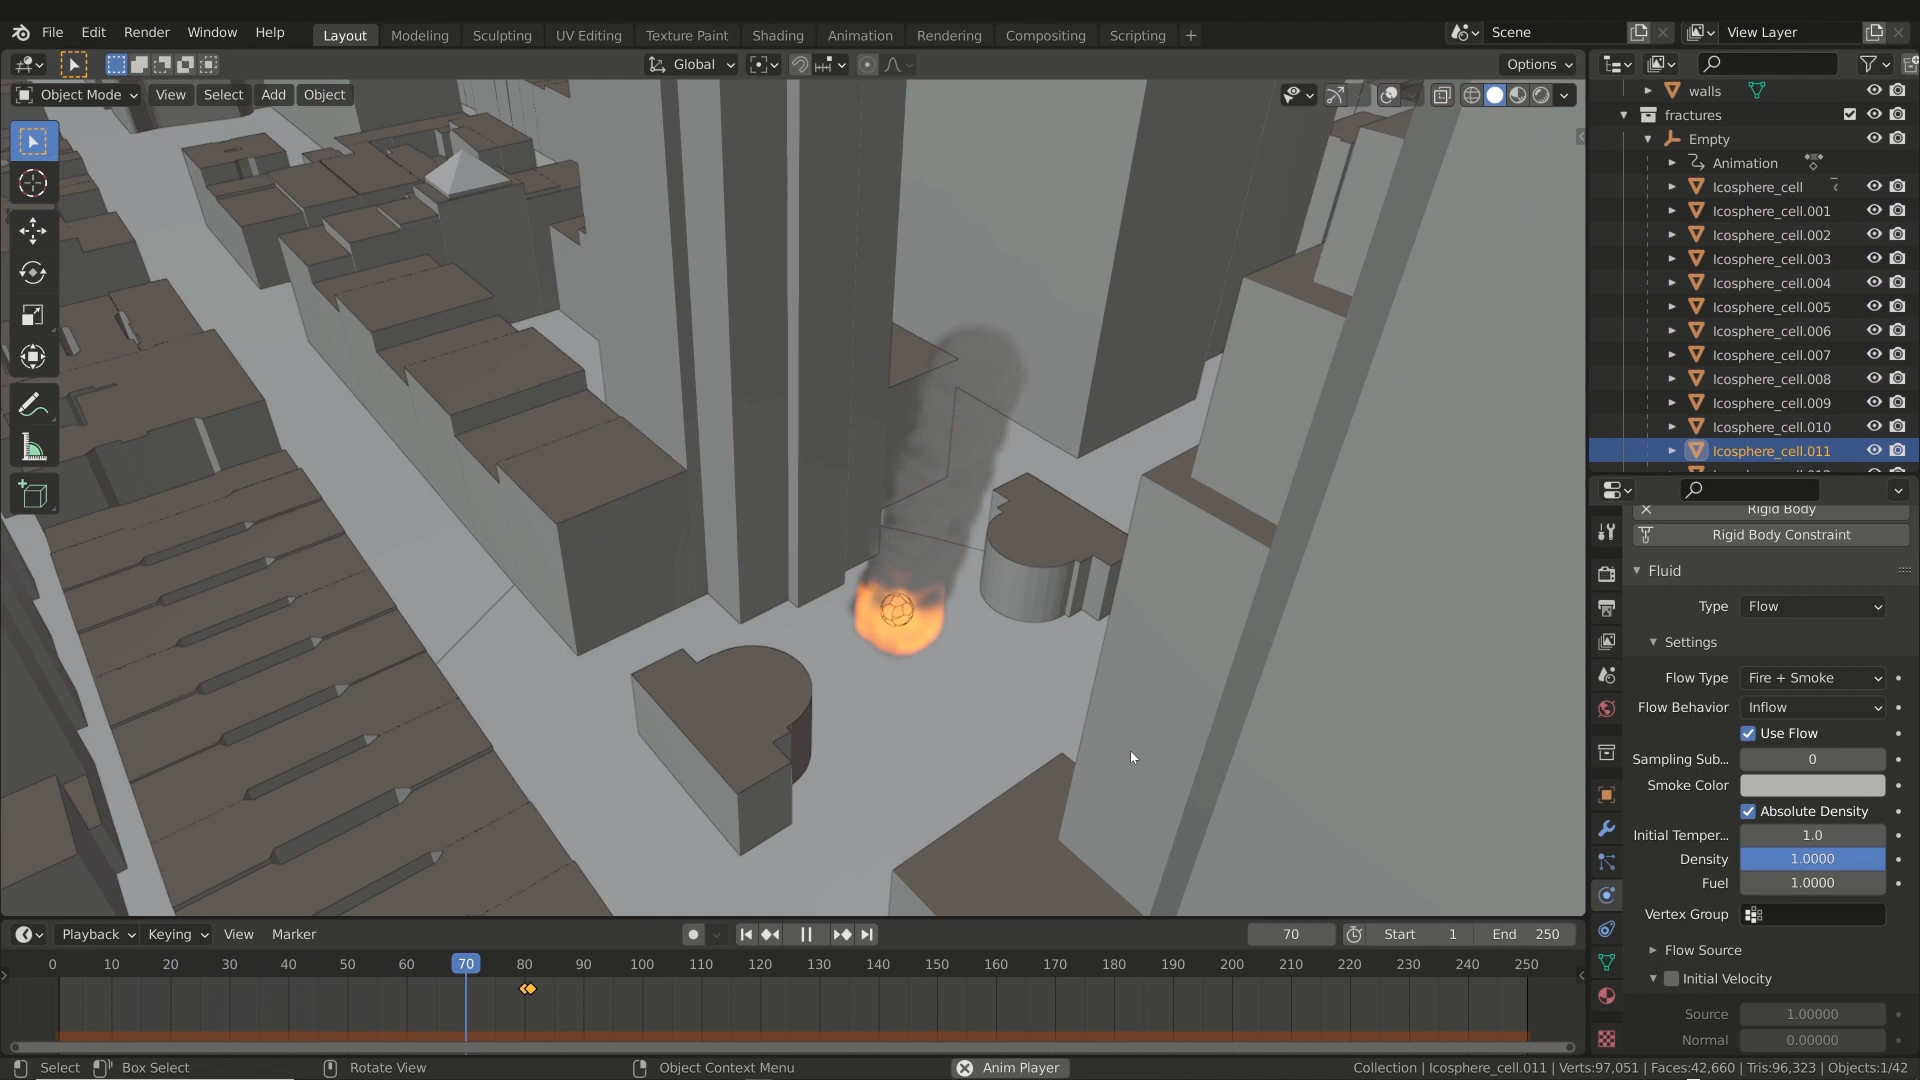 File Edit Render Window Help
Layout Modeling Sculpting UV Editing Texture Paint Shading Animation Rendering Compositing Scripting +
Scene
View Layer
Global
Options
Object Mode View Select Add Object
walls
fractures
Empty
Animation
Icosphere_cell
Icosphere_cell.001
Icosphere_cell.002
Icosphere_cell.003
Icosphere_cell.004
Icosphere_cell.005
Icosphere_cell.006
Icosphere_cell.007
Icosphere_cell.008
Icosphere_cell.009
Icosphere_cell.010
Icosphere_cell.011
Rigid Body
Rigid Body Constraint
Fluid
Type Flow
Settings
Flow Type Fire + Smoke
Flow Behavior Inflow
Use Flow
Sampling Sub... 0
Smoke Color
Absolute Density
Initial Temper... 1.0
Density 1.0000
Fuel 1.0000
Vertex Group
Flow Source
Initial Velocity
Source 1.00000
Normal 0.00000
Playback Keying View Marker
70 Start 1 End 250
0 10 20 30 40 50 60 70 80 90 100 110 120 130 140 150 160 170 180 190 200 210 220 230 240 250
Select Box Select Rotate View Object Context Menu Anim Player
Collection | Icosphere_cell.011 | Verts:97,051 | Faces:42,660 | Tris:96,323 | Objects:1/42